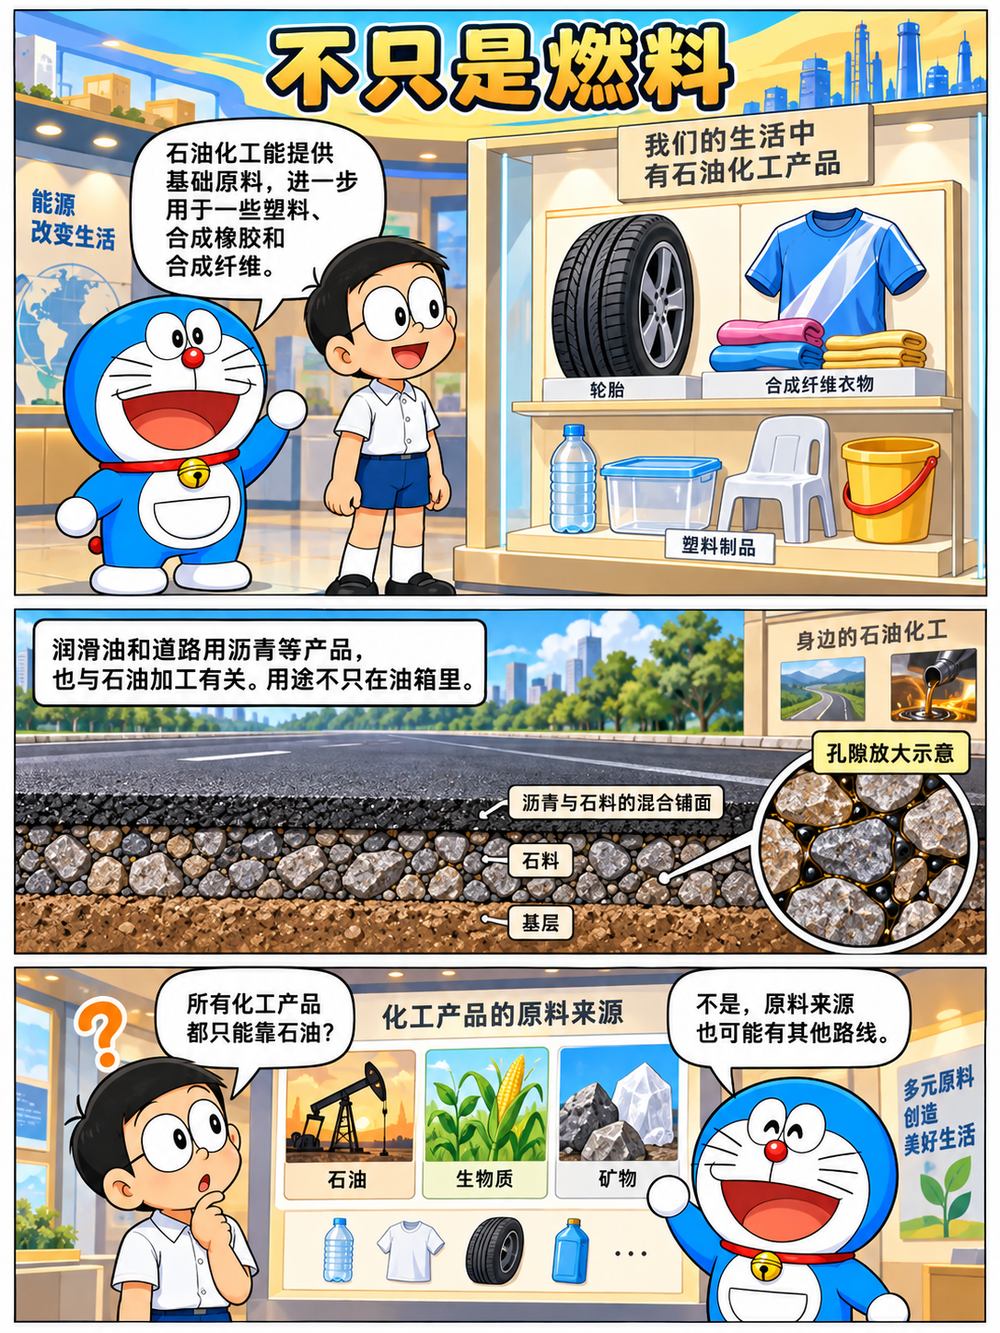 不只是燃料
石油化工能提供
基础原料，进一步
用于一些塑料、
合成橡胶和
合成纤维。
能源
改变生活
我们的生活中
有石油化工产品
轮胎
合成纤维衣物
塑料制品
润滑油和道路用沥青等产品，
也与石油加工有关。用途不只在油箱里。
身边的石油化工
孔隙放大示意
沥青与石料的混合铺面
石料
基层
所有化工产品
都只能靠石油？
化工产品的原料来源
不是，原料来源
也可能有其他路线。
石油
生物质
矿物
...
多元原料
创造
美好生活